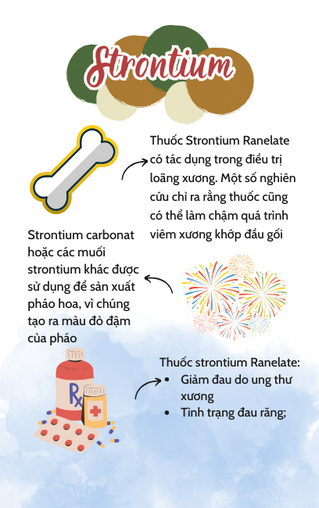 Strontium
Thuốc Strontium Ranelate
có tác dụng trong điều trị
loãng xương. Một số nghiên
cứu chỉ ra rằng thuốc cũng
có thể làm chậm quá trình
viêm xương khớp đầu gối
Strontium carbonat
hoặc các muối
strontium khác được
sử dụng để sản xuất
pháo hoa, vì chúng
tạo ra màu đỏ đậm
của pháo
Thuốc strontium Ranelate:
• Giảm đau do ung thư
xương
• Tình trạng đau răng;
Rx